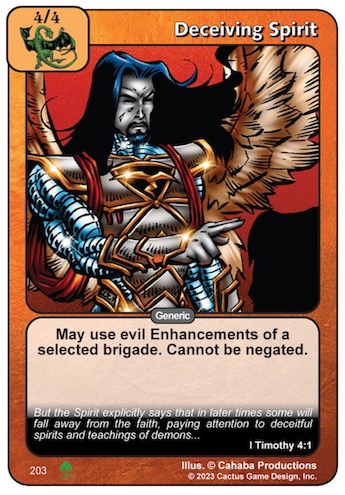 4/4
Deceiving Spirit
Generic
May use evil Enhancements of a
selected brigade. Cannot be negated.
But the Spirit explicitly says that in later times some will
fall away from the faith, paying attention to deceitful
spirits and teachings of demons...
I Timothy 4:1
203
Illus. © Cahaba Productions
© 2023 Cactus Game Design, Inc.